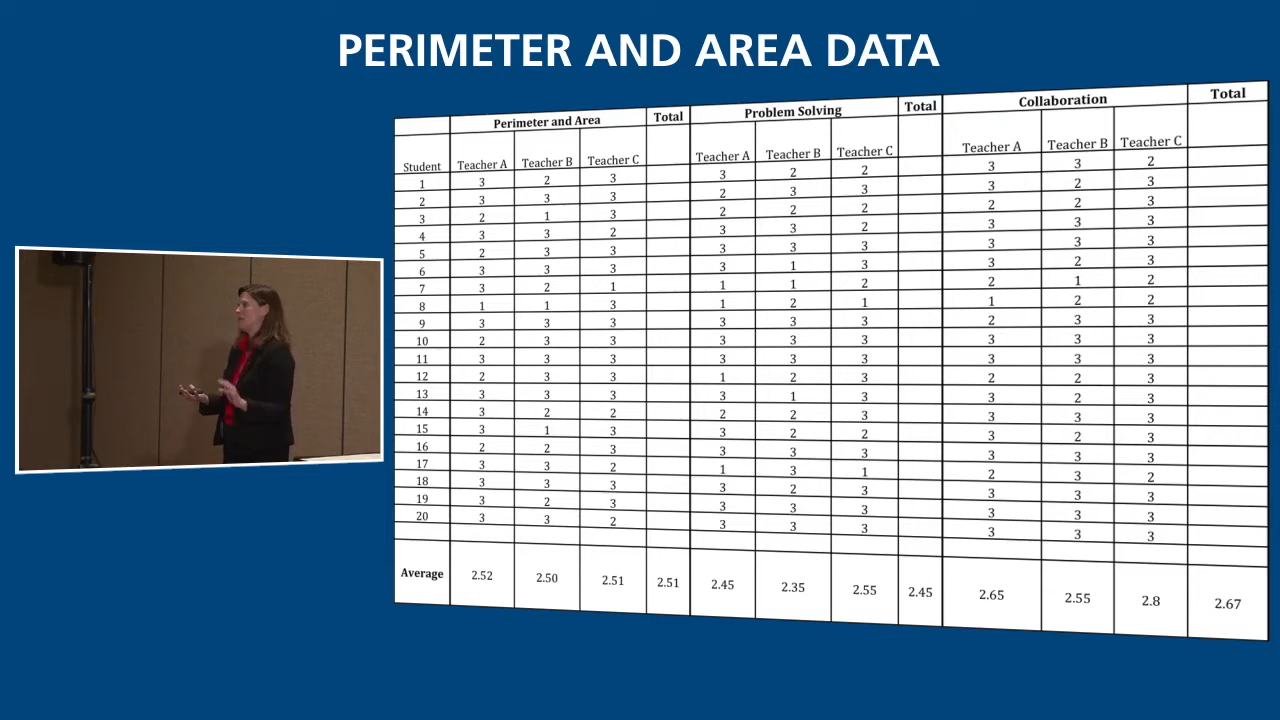 PERIMETER AND AREA DATA
Perimeter and Area Total Problem Solving Total Collaboration Total
Student Teacher A Teacher B Teacher C Teacher A Teacher B Teacher C Teacher A Teacher B Teacher C
1 3 2 3 3 2 2 3 3 2
2 3 3 3 2 3 3 3 2 3
3 2 1 3 2 2 2 2 2 3
4 3 3 2 3 3 2 3 3 3
5 2 3 3 3 3 3 3 3 3
6 3 3 3 3 1 3 3 2 3
7 3 2 1 1 1 2 2 1 2
8 1 1 3 1 2 1 1 2 2
9 3 3 3 3 3 3 2 3 3
10 2 3 3 3 3 3 3 3 3
11 3 3 3 3 3 3 3 3 3
12 2 3 3 1 2 3 2 2 3
13 3 3 3 3 1 3 3 2 3
14 3 2 2 2 2 3 3 3 3
15 3 1 3 3 2 2 3 2 3
16 2 2 3 3 3 3 3 3 3
17 3 3 2 1 3 1 2 3 2
18 3 3 3 3 2 3 3 3 3
19 3 2 3 3 3 3 3 3 3
20 3 3 2 3 3 3 3 3 3
Average 2.52 2.50 2.51 2.51 2.45 2.35 2.55 2.45 2.65 2.55 2.8 2.67